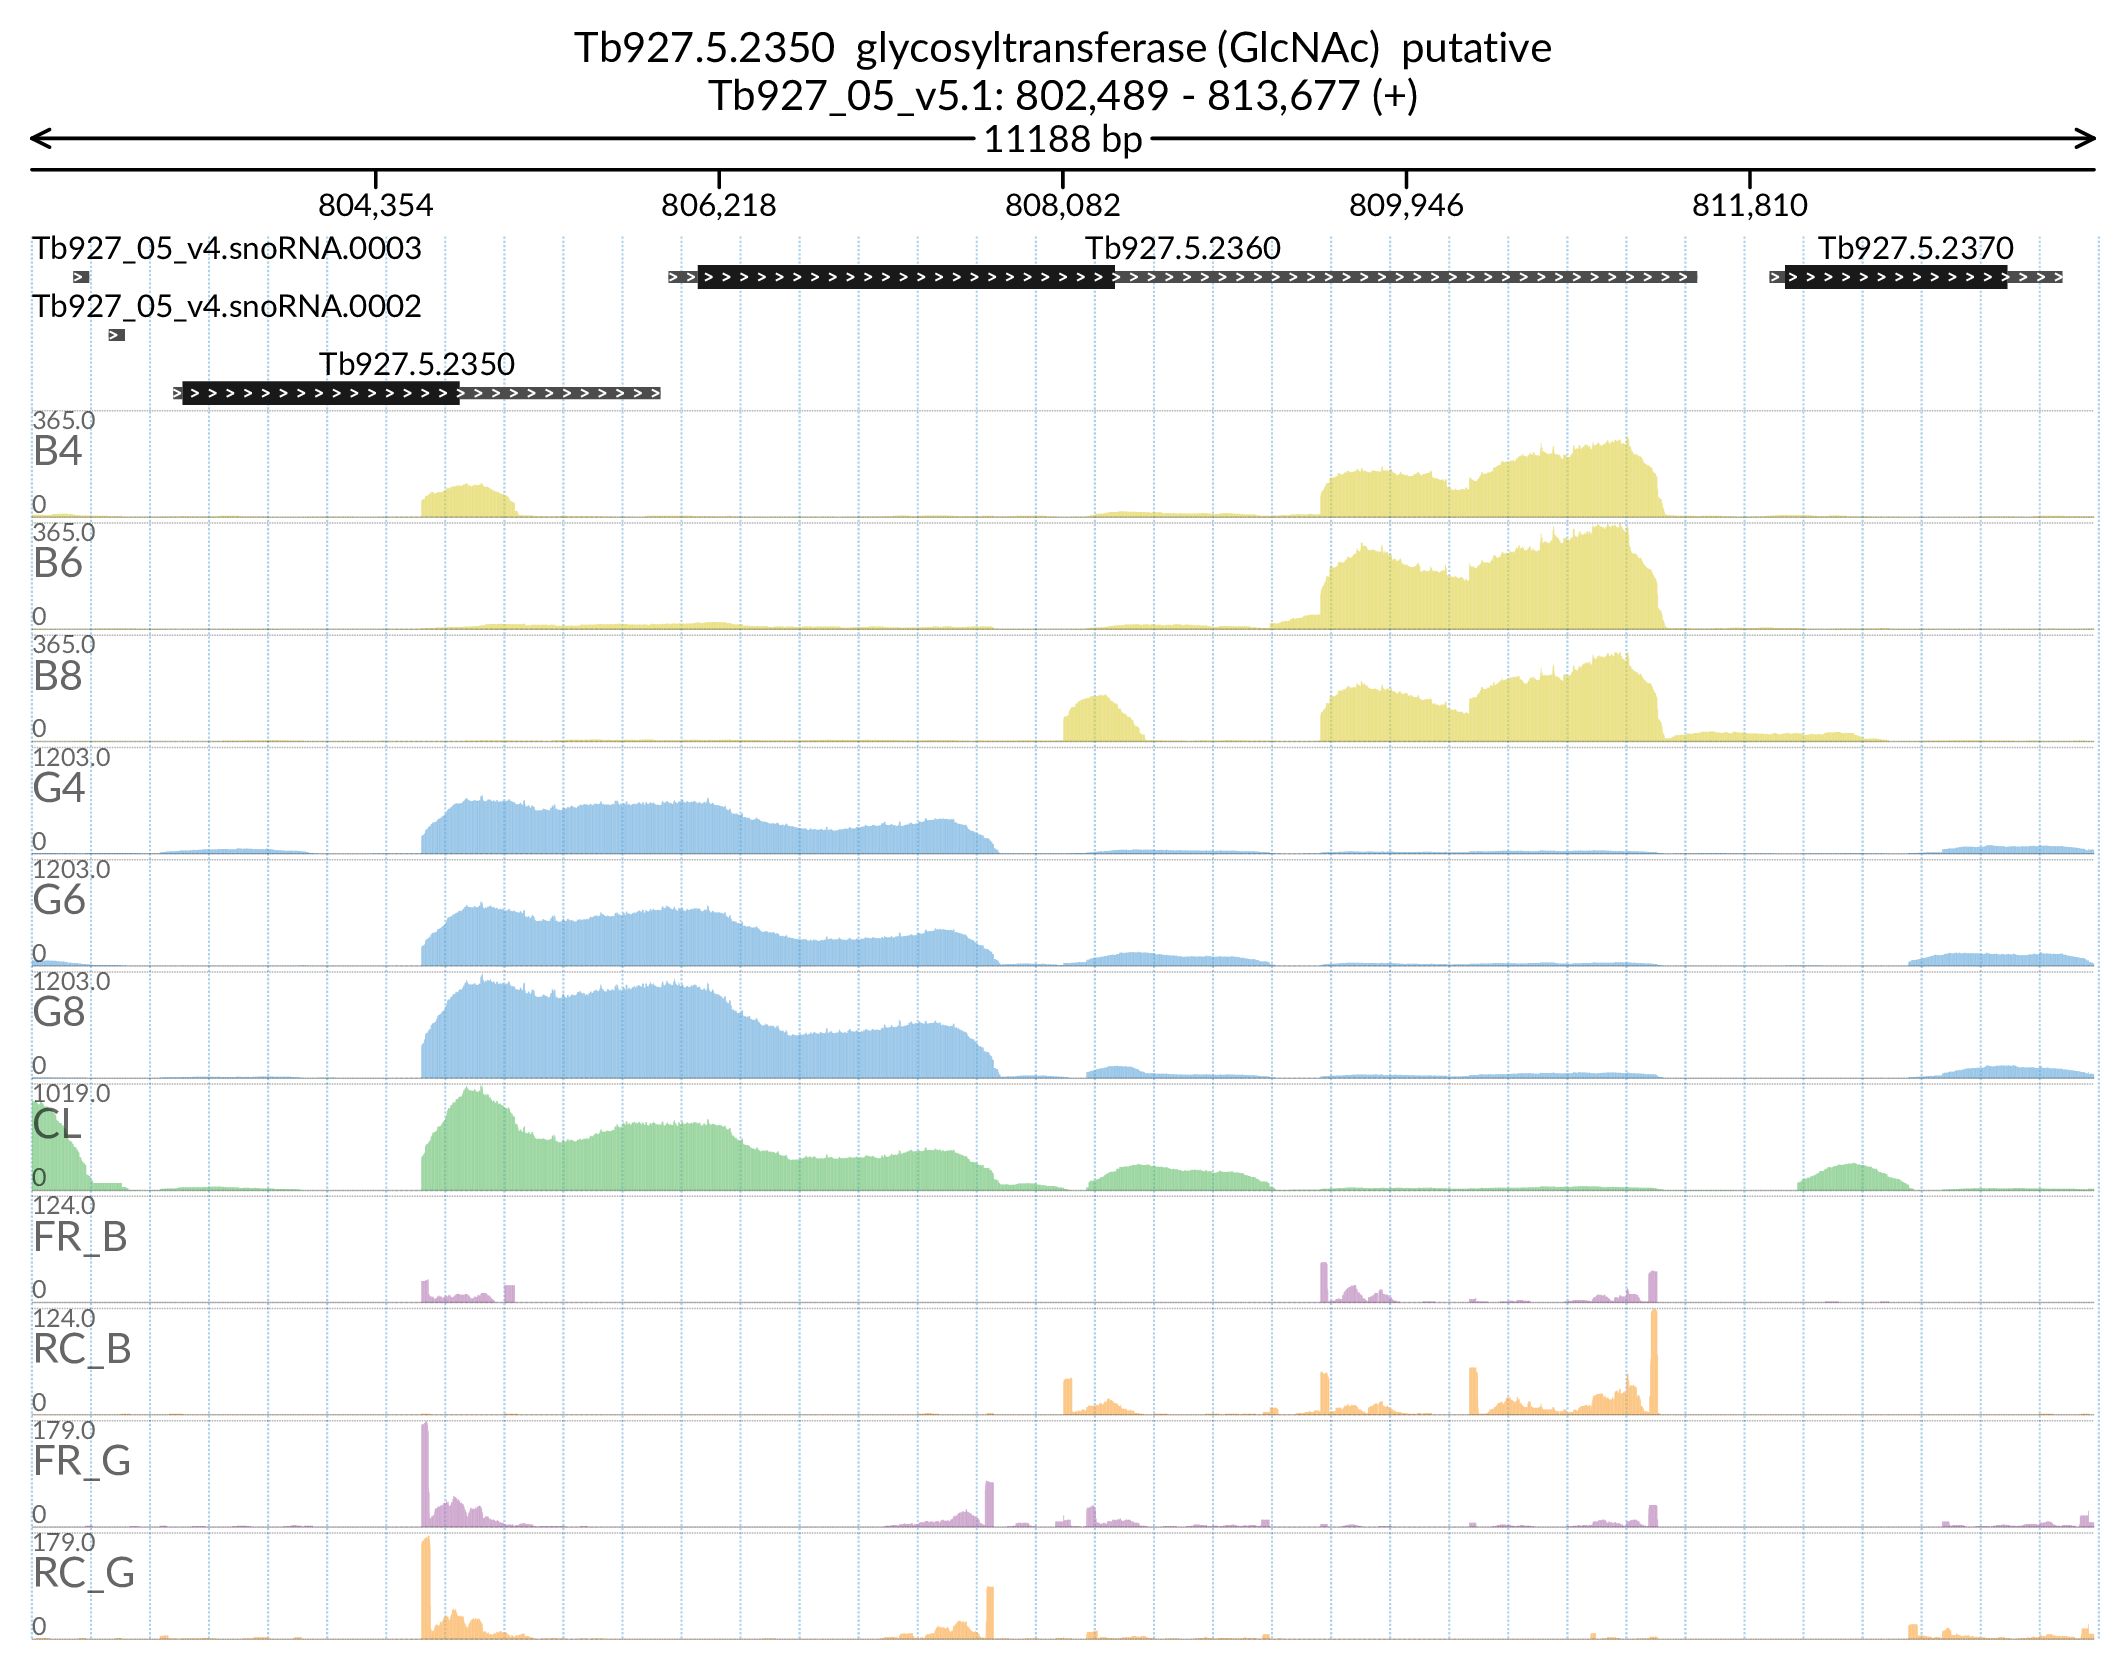 Tb927.5.2350 glycosyltransferase (GlcNAc) putative
Tb927_05_v5.1: 802,489 - 813,677 (+)
11188 bp
804,354 806,218 808,082 809,946 811,810
Tb927_05_v4.snoRNA.0003 Tb927.5.2360 Tb927.5.2370
Tb927_05_v4.snoRNA.0002
Tb927.5.2350
365.0
B4
0
365.0
B6
0
365.0
B8
0
1203.0
G4
0
1203.0
G6
0
1203.0
G8
0
1019.0
CL
0
124.0
FR_B
0
124.0
RC_B
0
179.0
FR_G
0
179.0
RC_G
0